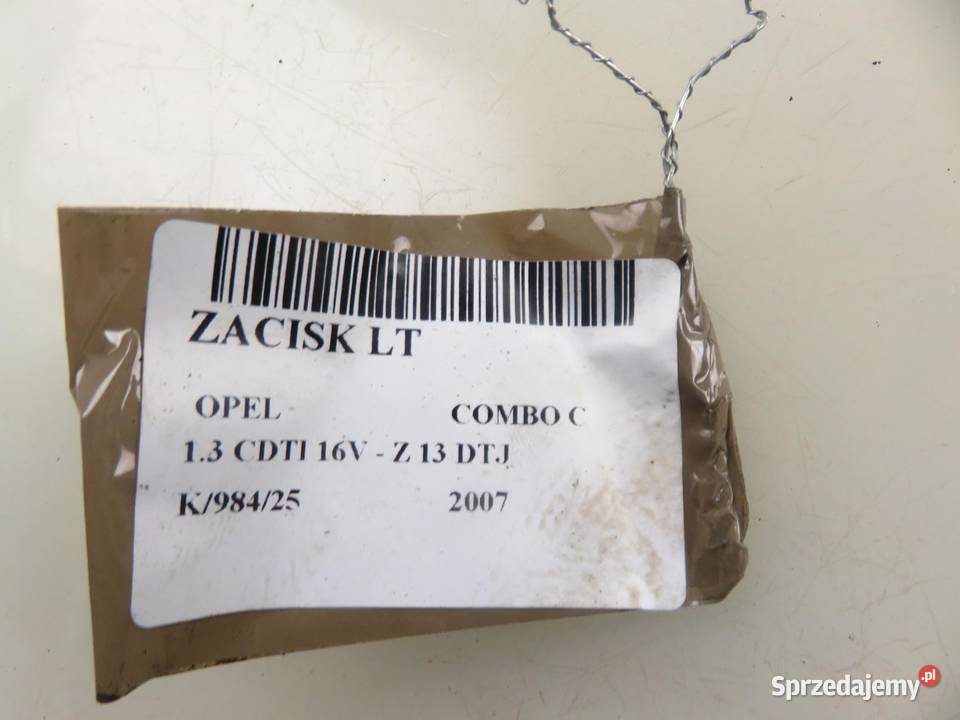 ZACISK LT
OPEL COMBO C
1.3 CDTI 16V - Z 13 DTJ
K/984/25 2007
Sprzedajemy.pl